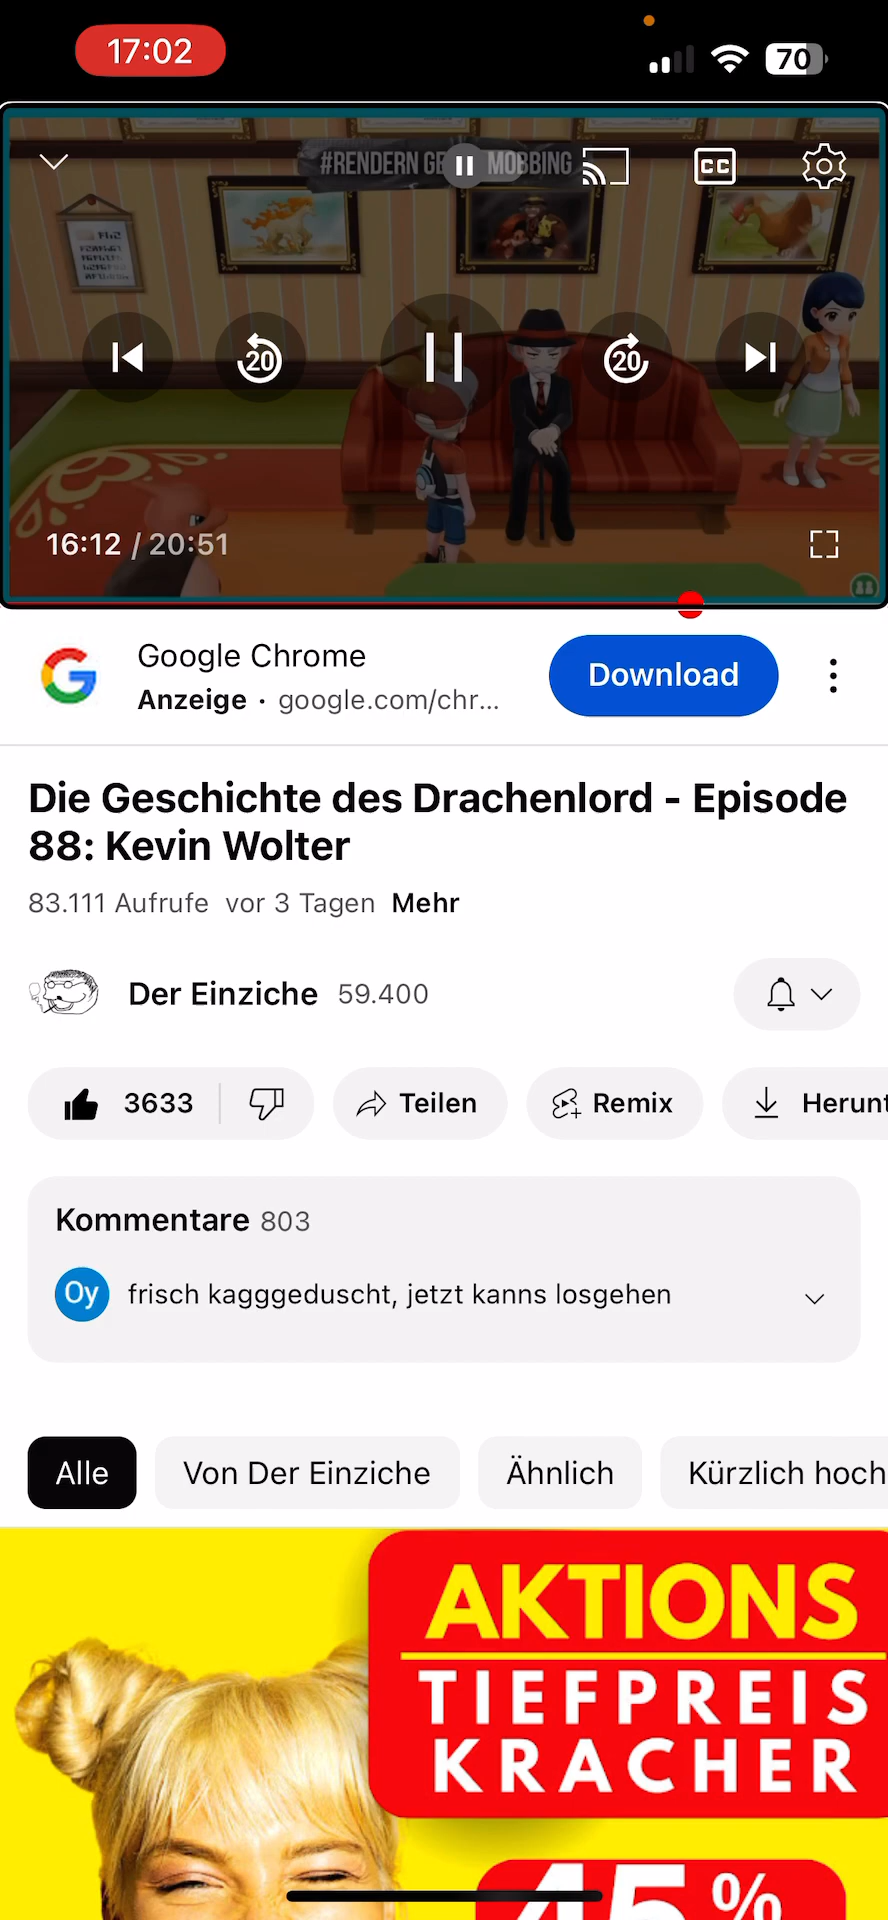 17:02
70
#RENDERN GE MOBBING
CC
20
20
16:12 / 20:51
Google Chrome
Download
Anzeige · google.com/chr...
Die Geschichte des Drachenlord - Episode
88: Kevin Wolter
83.111 Aufrufe vor 3 Tagen Mehr
Der Einziche 59.400
3633
Teilen
Remix
Herunt
Kommentare 803
Oy
frisch kagggeduscht, jetzt kanns losgehen
Alle
Von Der Einziche
Ähnlich
Kürzlich hoch
AKTIONS
TIEFPREIS
KRACHER
45%